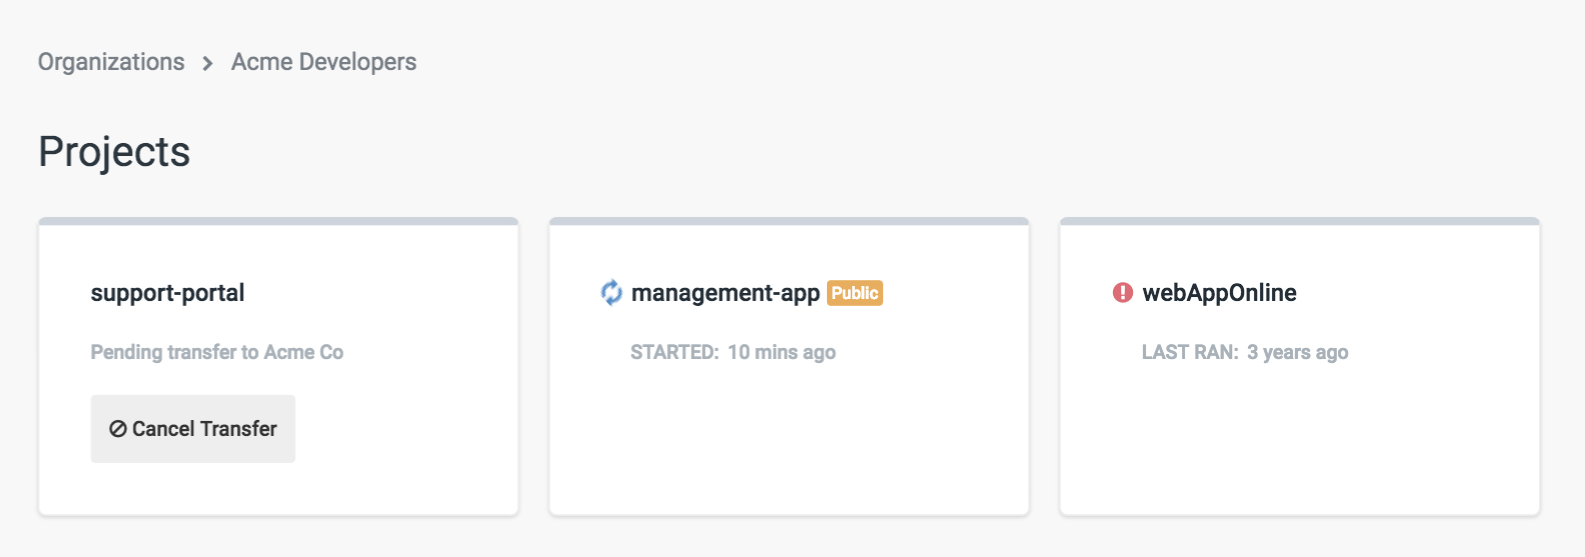 Organizations > Acme Developers
Projects
support-portal
Pending transfer to Acme Co
Cancel Transfer
management-app Public
STARTED: 10 mins ago
webAppOnline
LAST RAN: 3 years ago